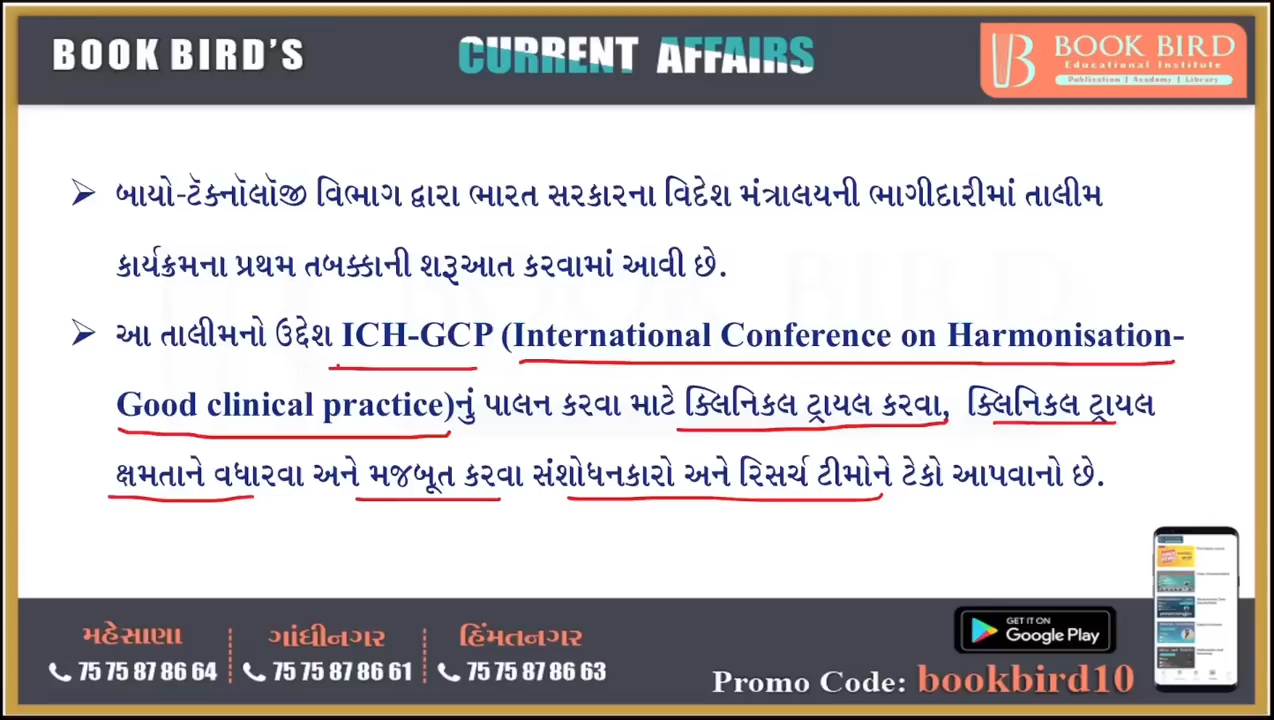 BOOK BIRD'S
CURRENT AFFAIRS
BOOK BIRD
Educational Institute
Publication | Academy | Library
➢ બાયો-ટૅક્નૉલૉજી વિભાગ દ્વારા ભારત સરકારના વિદેશ મંત્રાલયની ભાગીદારીમાં તાલીમ
કાર્યક્રમના પ્રથમ તબક્કાની શરૂઆત કરવામાં આવી છે.
➢ આ તાલીમનો ઉદ્દેશ ICH-GCP (International Conference on Harmonisation-
Good clinical practice)નું પાલન કરવા માટે ક્લિનિકલ ટ્રાયલ કરવા, ક્લિનિકલ ટ્રાયલ
ક્ષમતાને વધારવા અને મજબૂત કરવા સંશોધનકારો અને રિસર્ચ ટીમોને ટેકો આપવાનો છે.
મહેસાણા
75 75 87 86 64
ગાંધીનગર
75 75 87 86 61
હિંમતનગર
75 75 87 86 63
GET IT ON
Google Play
Promo Code: bookbird10